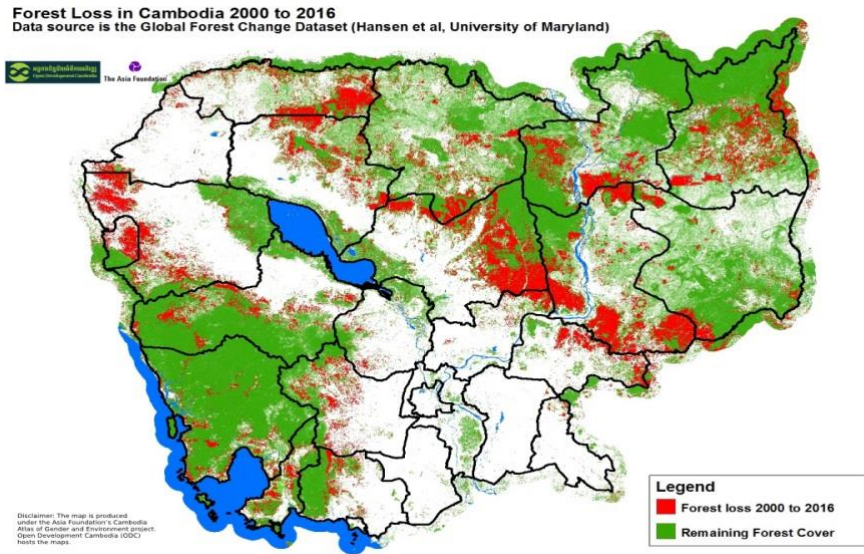 Forest Loss in Cambodia 2000 to 2016
Data source is the Global Forest Change Dataset (Hansen et al, University of Maryland)
Open Development Cambodia
The Asia Foundation
Legend
Forest loss 2000 to 2016
Remaining Forest Cover
Disclaimer: The map is produced
under the Asia Foundation's Cambodia
Atlas of Gender and Environment project.
Open Development Cambodia (ODC)
hosts the maps.